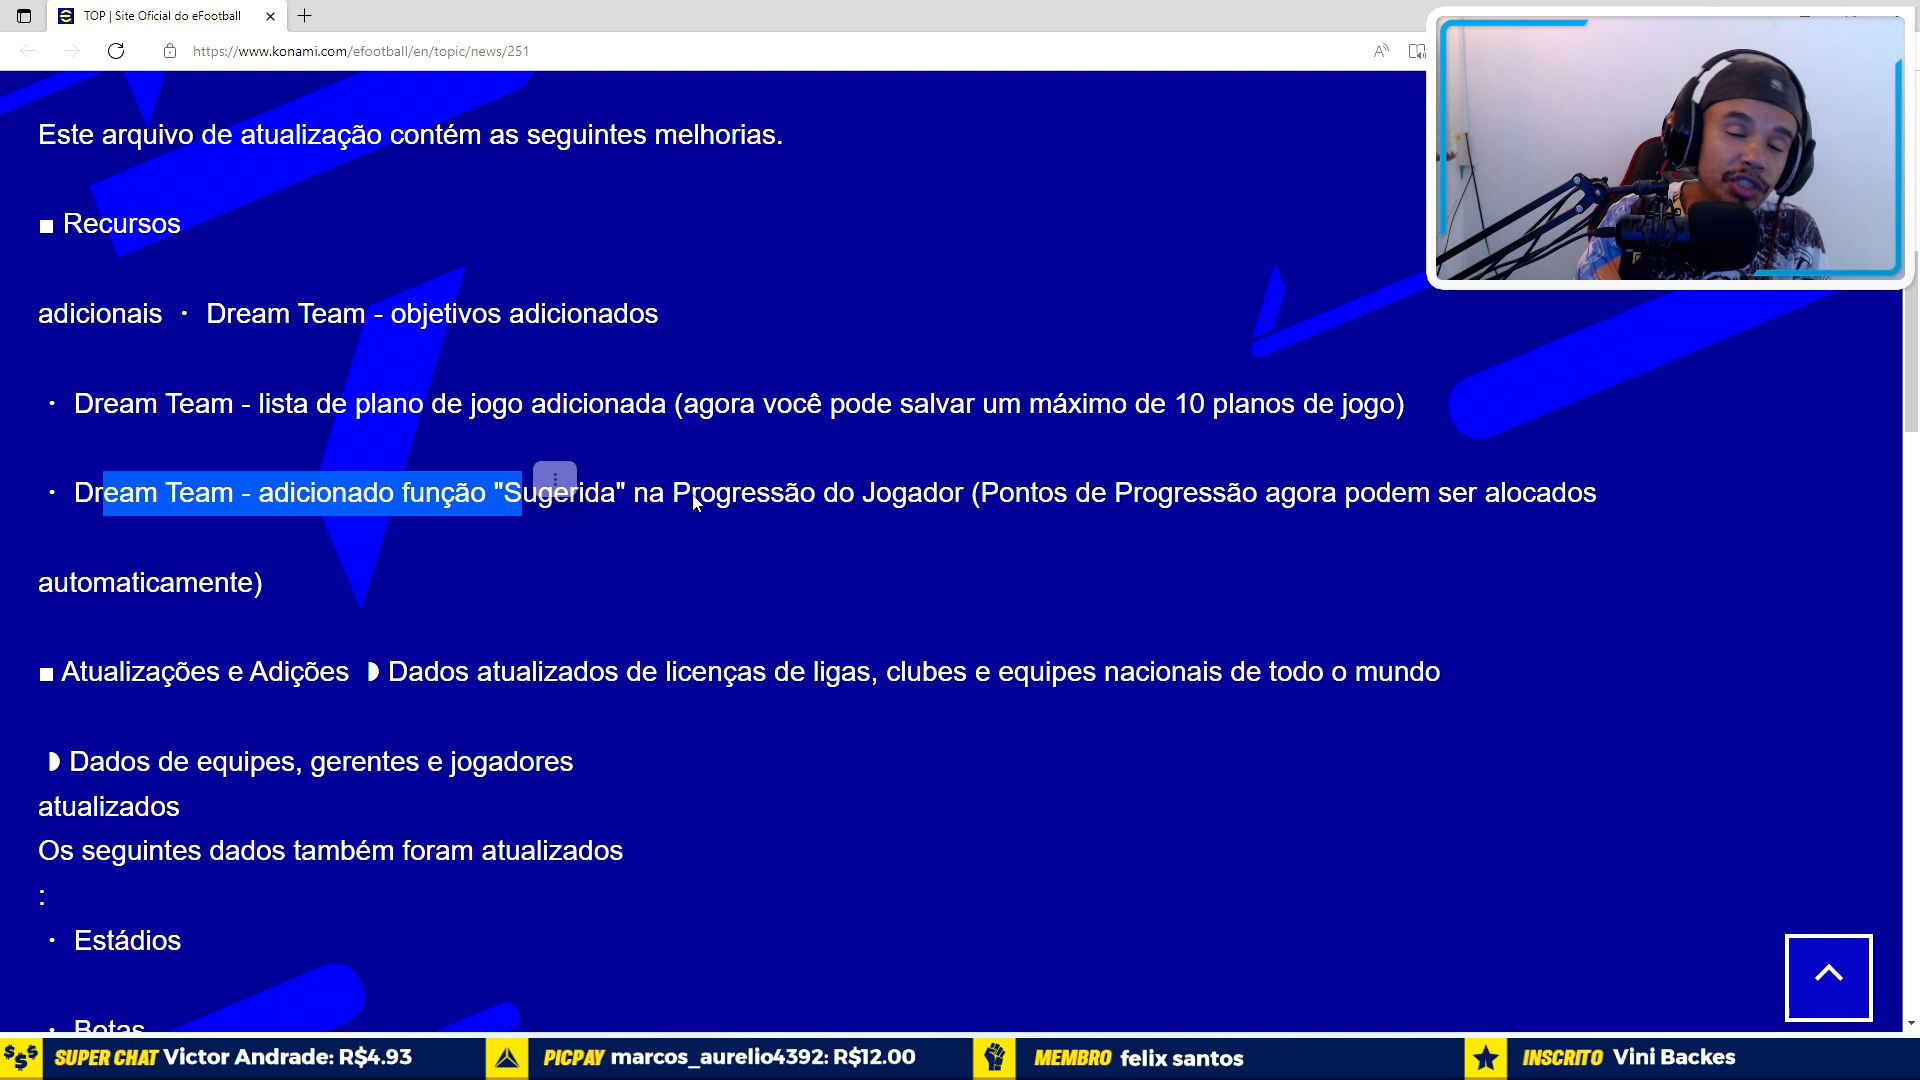 TOP | Site Oficial do eFootball
https://www.konami.com/efootball/en/topic/news/251
Este arquivo de atualização contém as seguintes melhorias.
■ Recursos
adicionais ・ Dream Team - objetivos adicionados
・ Dream Team - lista de plano de jogo adicionada (agora você pode salvar um máximo de 10 planos de jogo)
・ Dream Team - adicionado função "Sugerida" na Progressão do Jogador (Pontos de Progressão agora podem ser alocados
automaticamente)
■ Atualizações e Adições ◗ Dados atualizados de licenças de ligas, clubes e equipes nacionais de todo o mundo
◗ Dados de equipes, gerentes e jogadores
atualizados
Os seguintes dados também foram atualizados
:
・ Estádios
・ Botas
$$$ SUPER CHAT Victor Andrade: R$4.93 PICPAY marcos_aurelio4392: R$12.00 MEMBRO felix santos INSCRITO Vini Backes